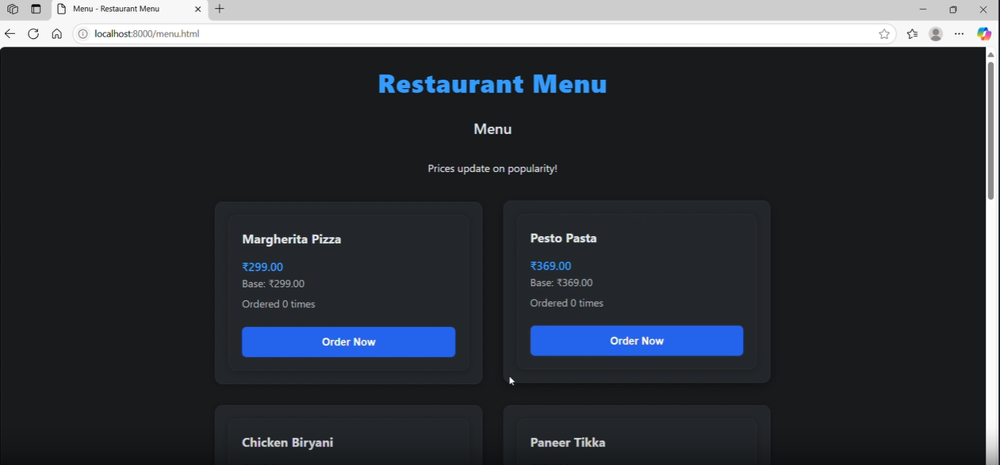 Menu - Restaurant Menu
localhost:8000/menu.html
Restaurant Menu
Menu
Prices update on popularity!
Margherita Pizza
₹299.00
Base: ₹299.00
Ordered 0 times
Order Now
Pesto Pasta
₹369.00
Base: ₹369.00
Ordered 0 times
Order Now
Chicken Biryani
Paneer Tikka